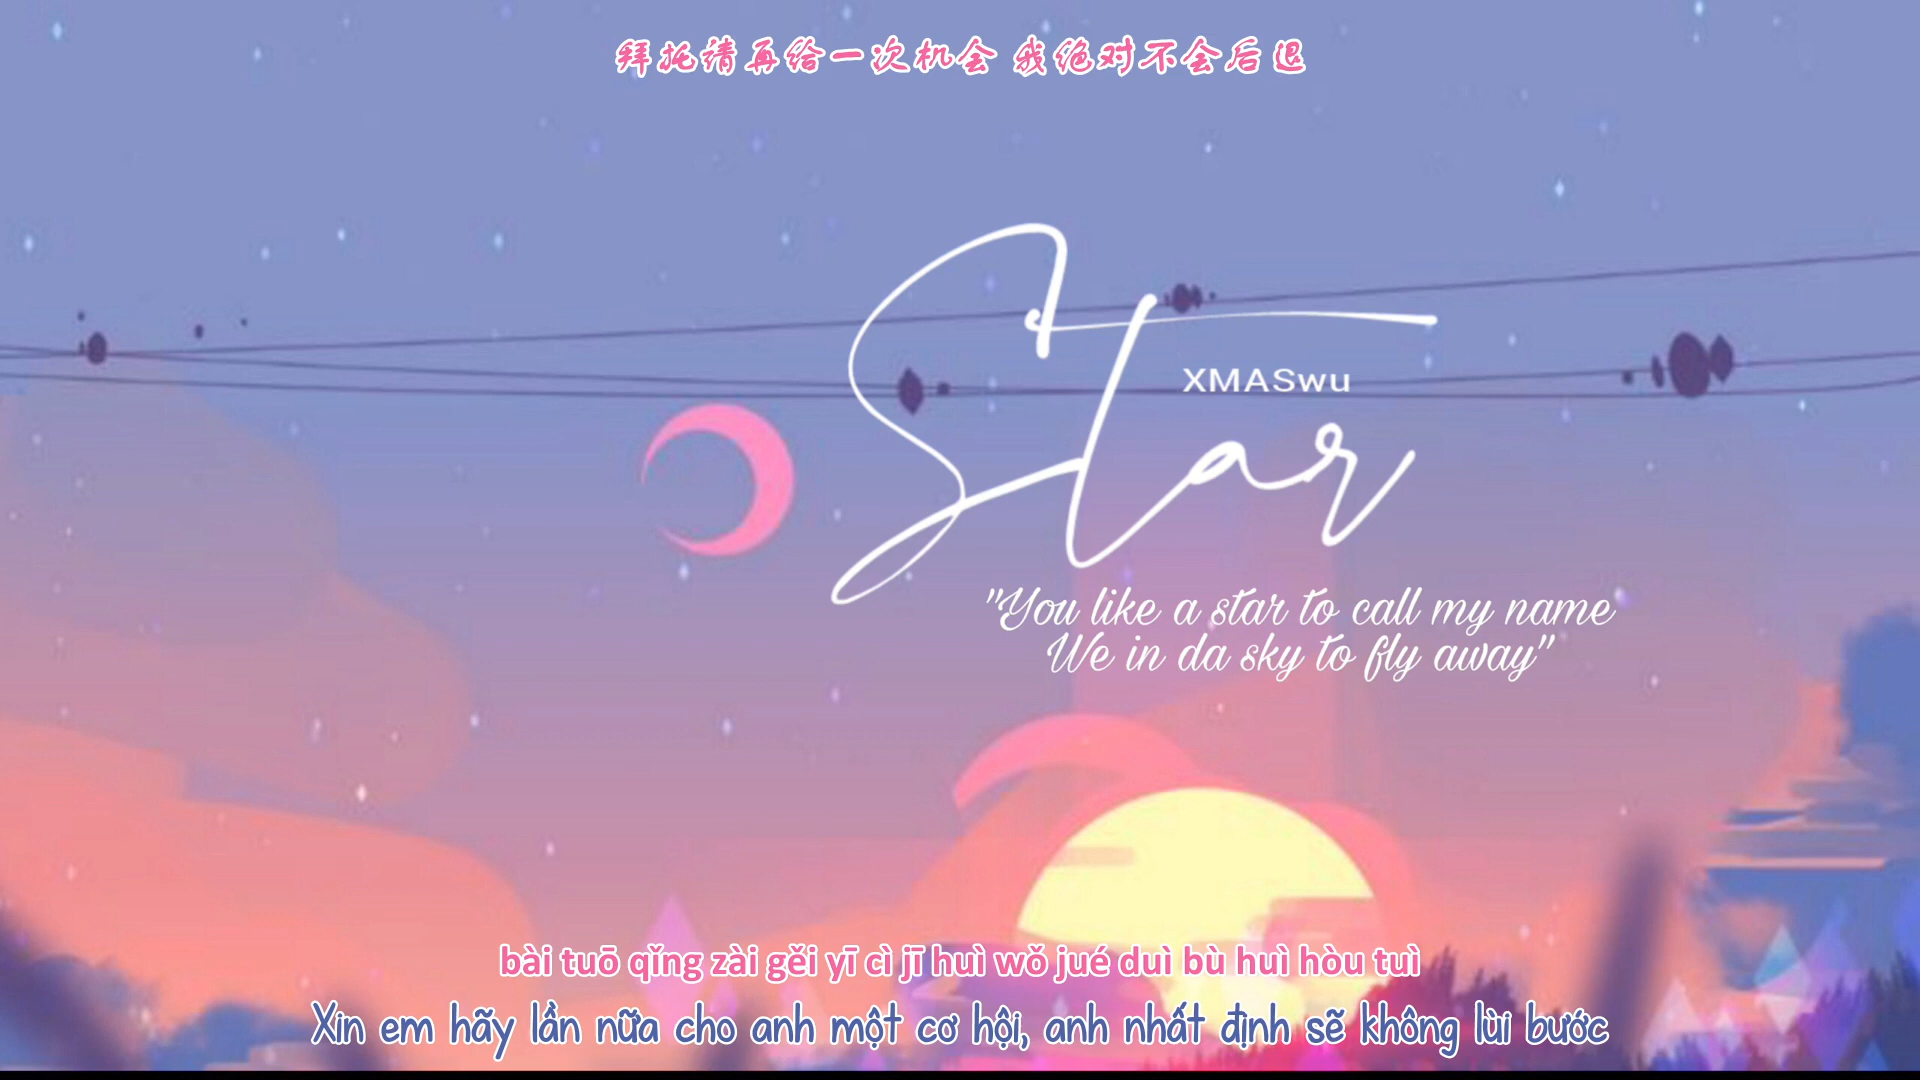 拜托请再给一次机会 我绝对不会后退
Star
XMASwu
"You like a star to call my name
We in da sky to fly away"
bài tuō qǐng zài gěi yī cì jī huì wǒ jué duì bù huì hòu tuì
Xin em hãy lần nữa cho anh một cơ hội, anh nhất định sẽ không lùi bước